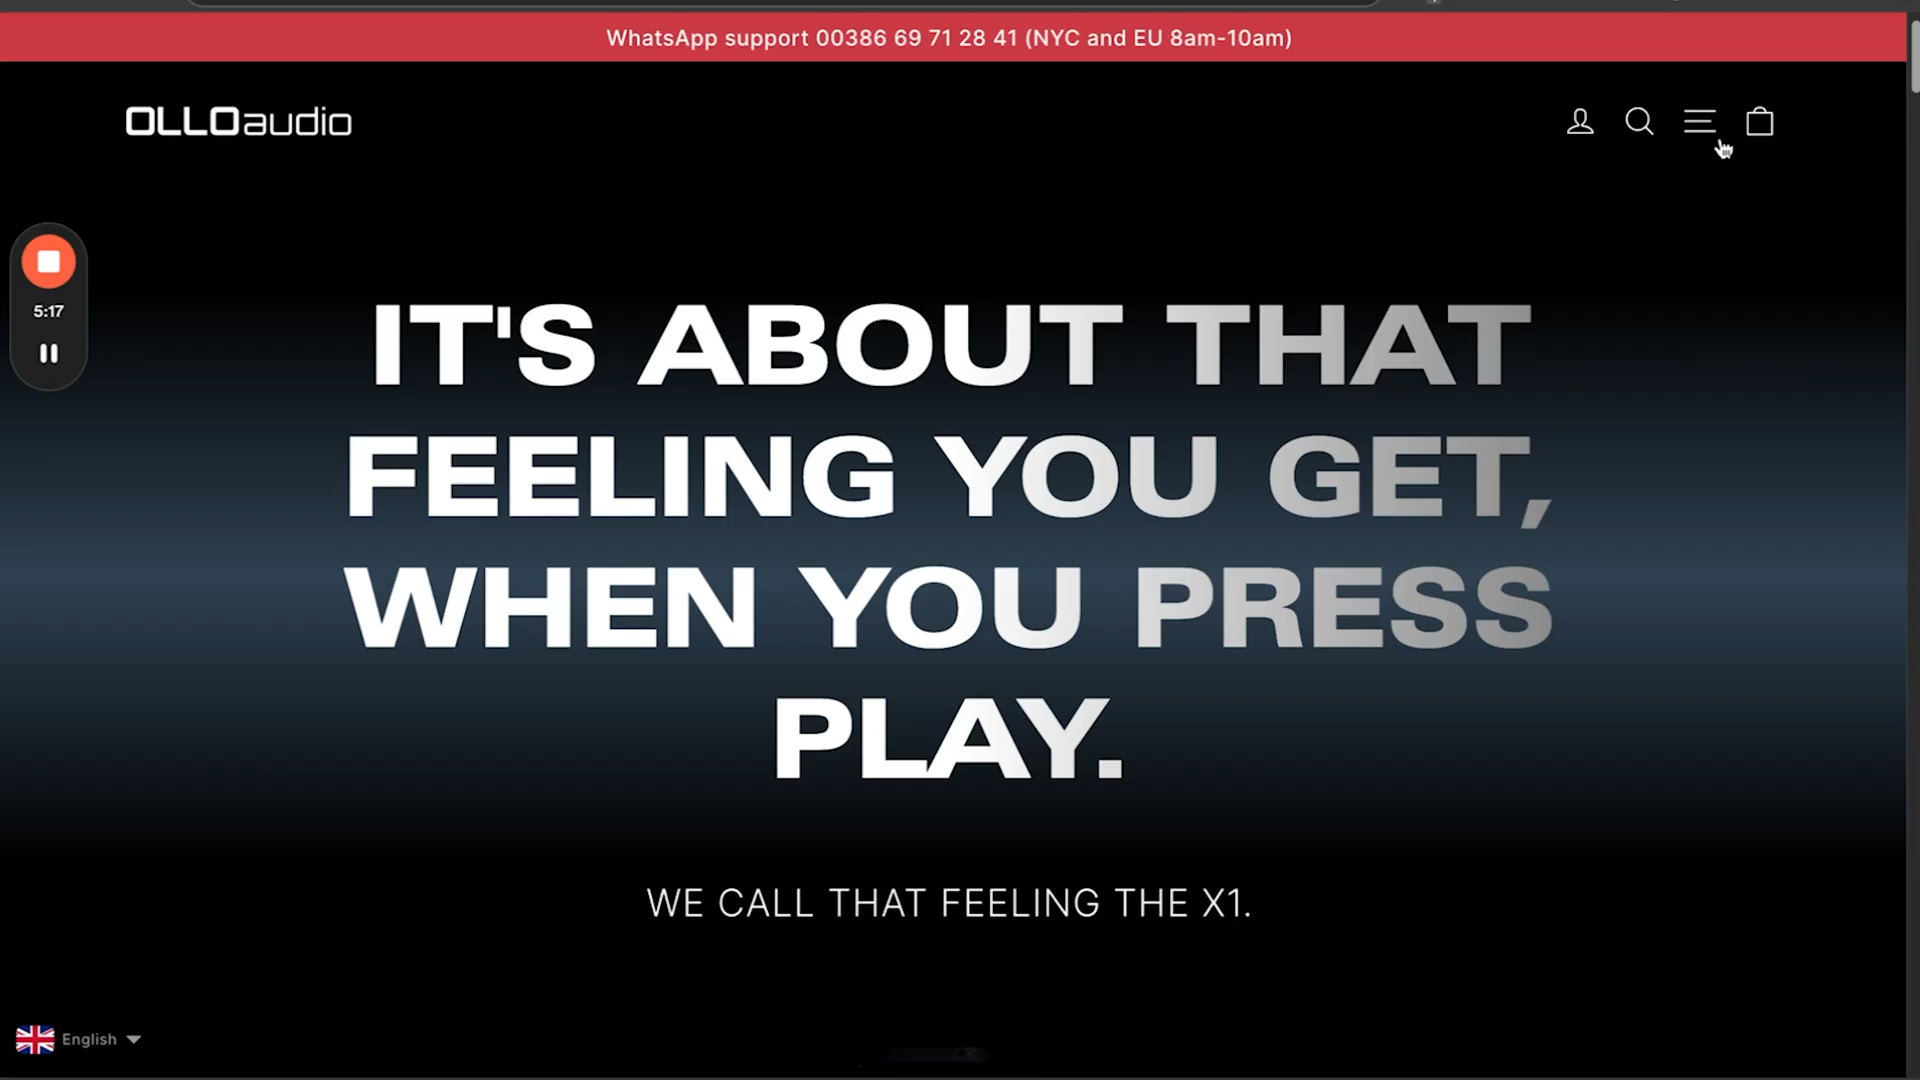 WhatsApp support 00386 69 71 28 41 (NYC and EU 8am-10am)
OLLOaudio
5:17
IT'S ABOUT THAT
FEELING YOU GET,
WHEN YOU PRESS
PLAY.
WE CALL THAT FEELING THE X1.
English